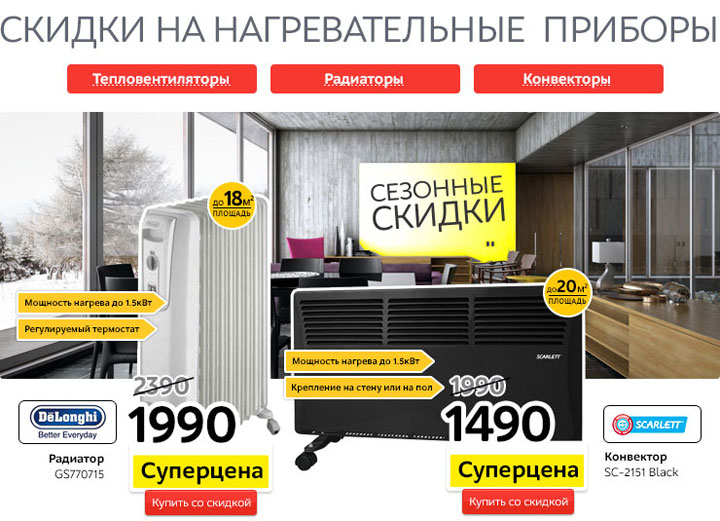 СКИДКИ НА НАГРЕВАТЕЛЬНЫЕ ПРИБОРЫ
Тепловентиляторы
Радиаторы
Конвекторы
СЕЗОННЫЕ
СКИДКИ
до 18м²
ПЛОЩАДЬ
Мощность нагрева до 1.5кВт
Регулируемый термостат
до 20м²
ПЛОЩАДЬ
SCARLETT
Мощность нагрева до 1.5кВт
Крепление на стену или на пол
2390
1990
Суперцена
Купить со скидкой
DeLonghi
Better Everyday
Радиатор
GS770715
1990
1490
Суперцена
Купить со скидкой
SCARLETT
Конвектор
SC-2151 Black